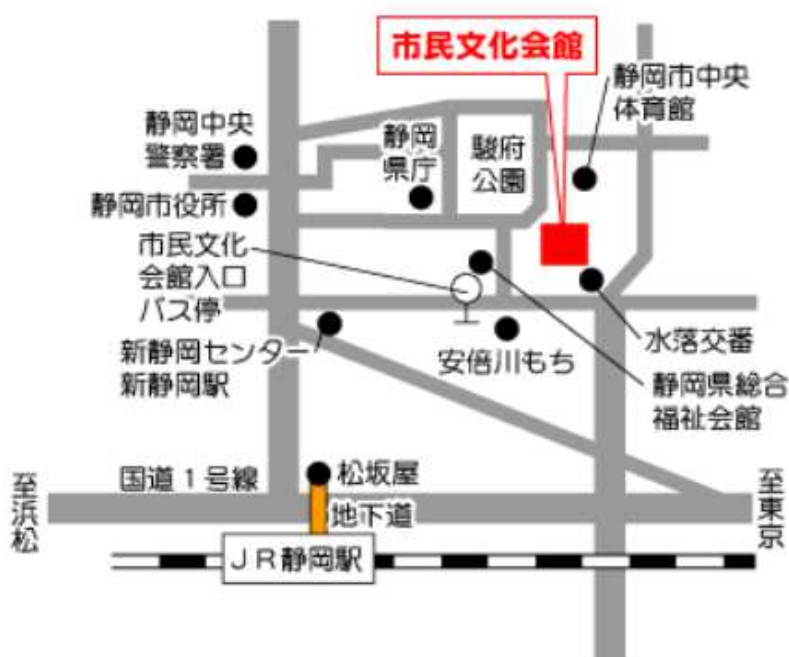 市民文化会館
静岡市中央
体育館
静岡中央
警察署
静岡
県庁
駿府
公園
静岡市役所
市民文化
会館入口
バス停
新静岡センター
新静岡駅
安倍川もち
水落交番
静岡県総合
福祉会館
国道1号線
松坂屋
地下道
至浜松
至東京
JR静岡駅